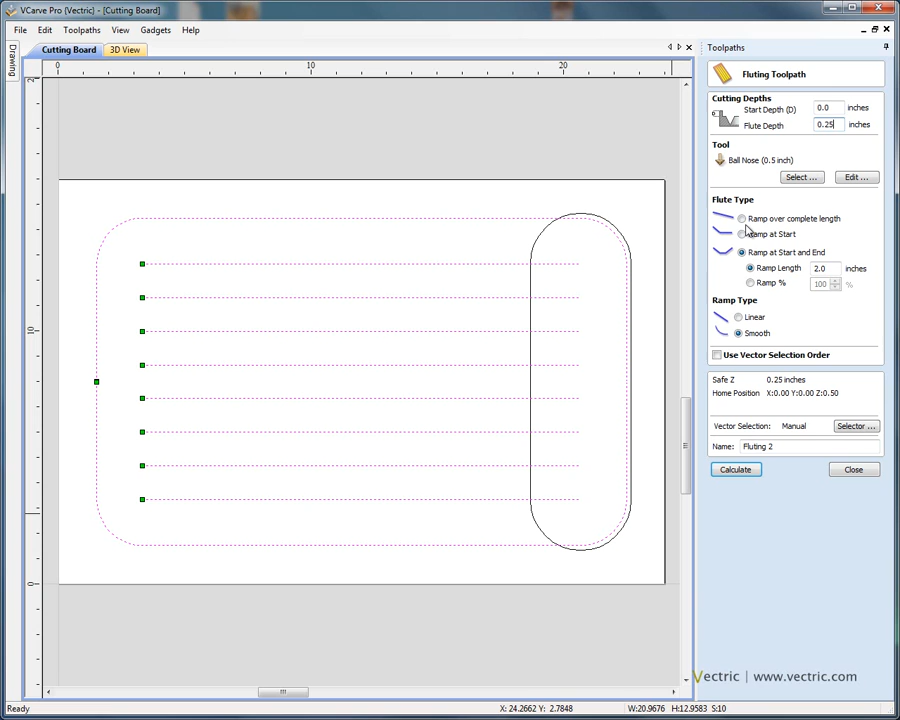 VCarve Pro {Vectric} - [Cutting Board]
File Edit Toolpaths View Gadgets Help
Drawing
Cutting Board 3D View
0 10 20
2
10
0
Toolpaths
Fluting Toolpath
Cutting Depths
Start Depth (D) 0.0 inches
Flute Depth 0.25 inches
Tool
Ball Nose (0.5 inch)
Select ... Edit ...
Flute Type
Ramp over complete length
Ramp at Start
Ramp at Start and End
Ramp Length 2.0 inches
Ramp % 100 %
Ramp Type
Linear
Smooth
Use Vector Selection Order
Safe Z 0.25 inches
Home Position X:0.00 Y:0.00 Z:0.50
Vector Selection: Manual Selector ...
Name: Fluting 2
Calculate Close
Vectric | www.vectric.com
Ready X: 24.2662 Y: 2.7848 W:20.9676 H:12.9583 S:10